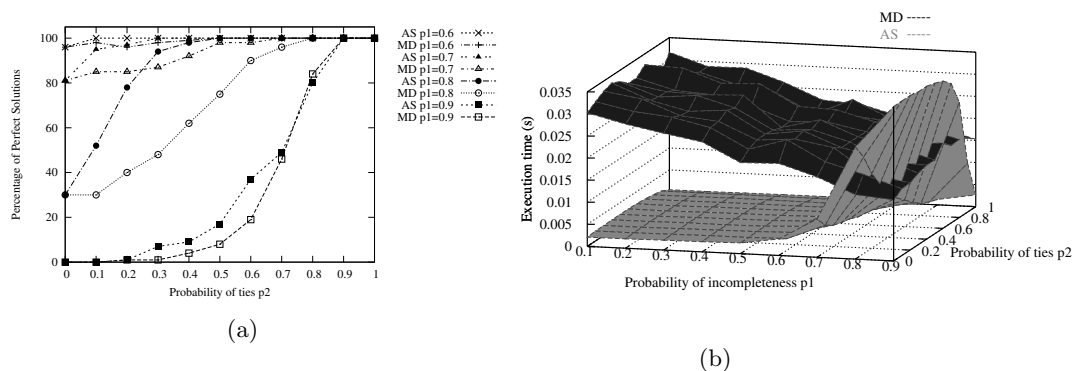 100
80
60
40
20
0
0 0.1 0.2 0.3 0.4 0.5 0.6 0.7 0.8 0.9 1
Percentage of Perfect Solutions
Probability of ties p2
AS p1=0.6
MD p1=0.6
AS p1=0.7
MD p1=0.7
AS p1=0.8
MD p1=0.8
AS p1=0.9
MD p1=0.9
(a)
MD
AS
0.035
0.03
0.025
0.02
0.015
0.01
0.005
0
Execution time (s)
0.1 0.2 0.3 0.4 0.5 0.6 0.7 0.8 0.9
Probability of incompleteness p1
0 0.2 0.4 0.6 0.8 1
Probability of ties p2
(b)